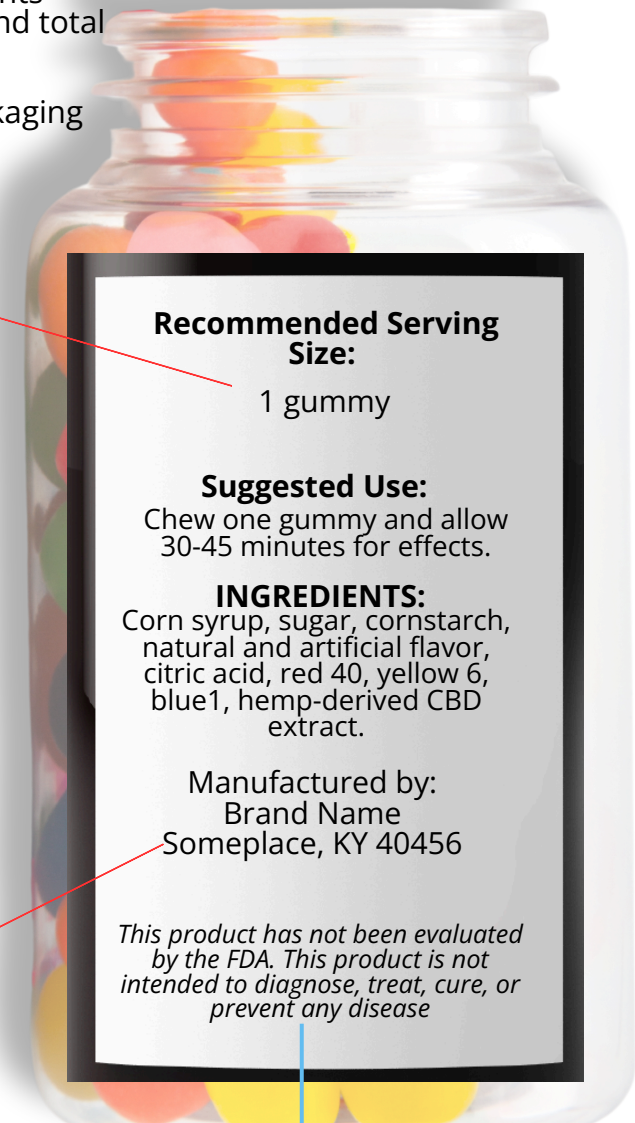 nd total
kaging
Recommended Serving
Size:
1 gummy
Suggested Use:
Chew one gummy and allow
30-45 minutes for effects.
INGREDIENTS:
Corn syrup, sugar, cornstarch,
natural and artificial flavor,
citric acid, red 40, yellow 6,
blue1, hemp-derived CBD
extract.
Manufactured by:
Brand Name
Someplace, KY 40456
This product has not been evaluated
by the FDA. This product is not
intended to diagnose, treat, cure, or
prevent any disease